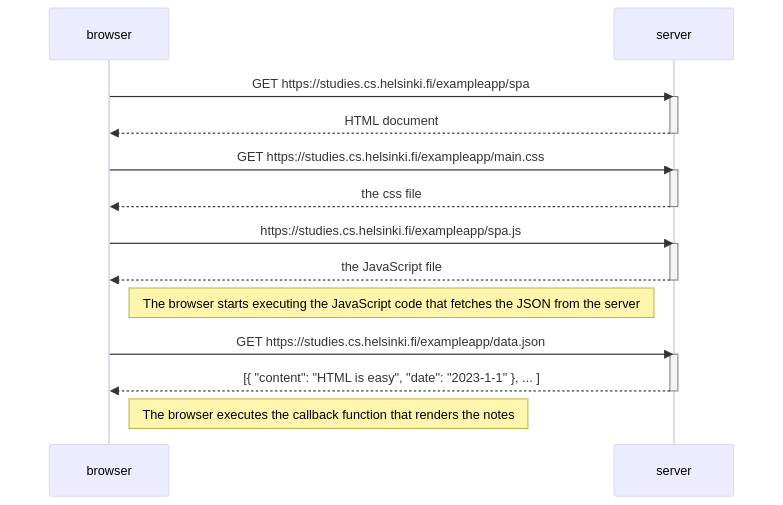 browser
server
GET https://studies.cs.helsinki.fi/exampleapp/spa
HTML document
GET https://studies.cs.helsinki.fi/exampleapp/main.css
the css file
https://studies.cs.helsinki.fi/exampleapp/spa.js
the JavaScript file
The browser starts executing the JavaScript code that fetches the JSON from the server
GET https://studies.cs.helsinki.fi/exampleapp/data.json
[{ "content": "HTML is easy", "date": "2023-1-1" }, ... ]
The browser executes the callback function that renders the notes
browser
server